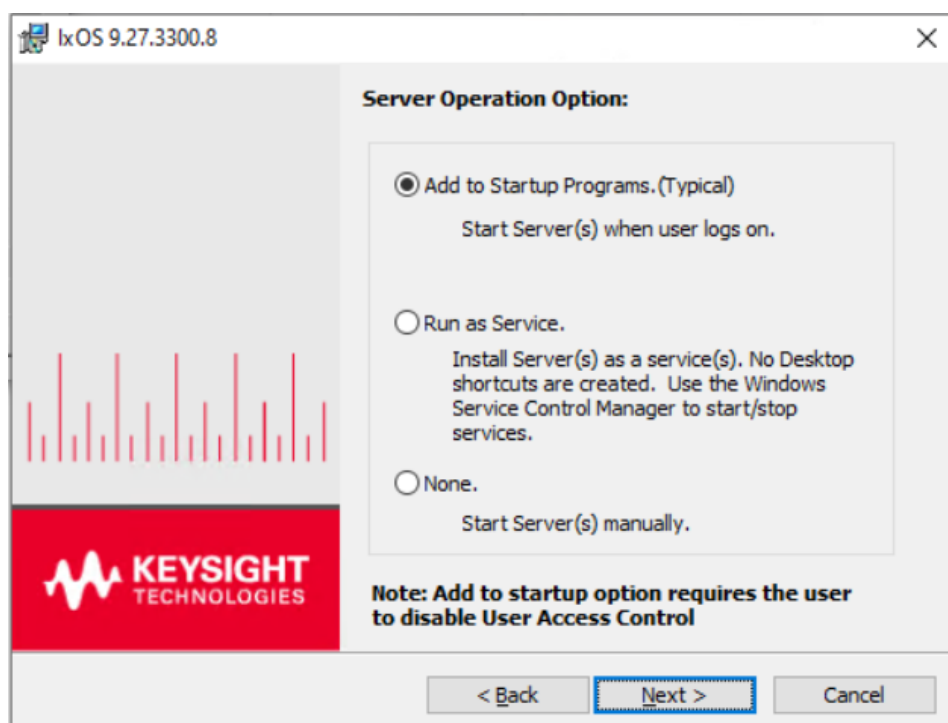 IxOS 9.27.3300.8
Server Operation Option:
Add to Startup Programs.(Typical)
Start Server(s) when user logs on.
Run as Service.
Install Server(s) as a service(s). No Desktop
shortcuts are created.  Use the Windows
Service Control Manager to start/stop
services.
None.
Start Server(s) manually.
KEYSIGHT
TECHNOLOGIES
Note: Add to startup option requires the user
to disable User Access Control
< Back
Next >
Cancel